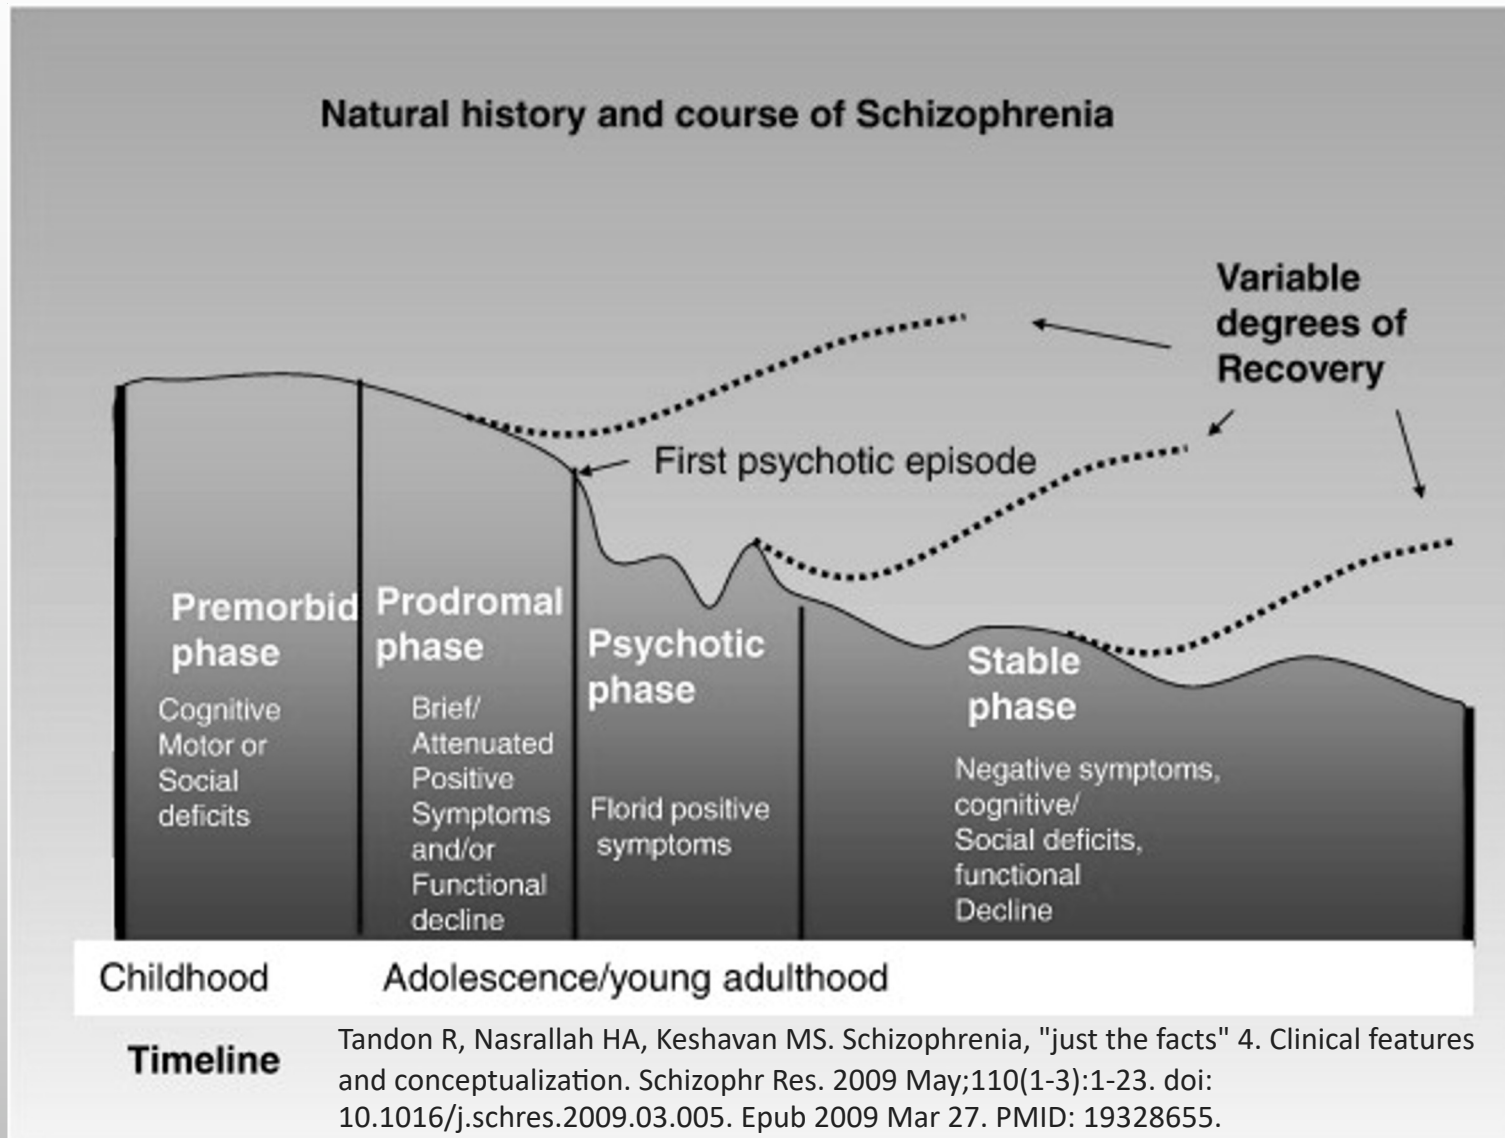 Natural history and course of Schizophrenia
Variable
degrees of
Recovery
First psychotic episode
Premorbid
phase
Cognitive
Motor or
Social
deficits
Prodromal
phase
Brief/
Attenuated
Positive
Symptoms
and/or
Functional
decline
Psychotic
phase
Florid positive
symptoms
Stable
phase
Negative symptoms,
cognitive/
Social deficits,
functional
Decline
Childhood
Adolescence/young adulthood
Timeline
Tandon R, Nasrallah HA, Keshavan MS. Schizophrenia, "just the facts" 4. Clinical features
and conceptualization. Schizophr Res. 2009 May;110(1-3):1-23. doi:
10.1016/j.schres.2009.03.005. Epub 2009 Mar 27. PMID: 19328655.